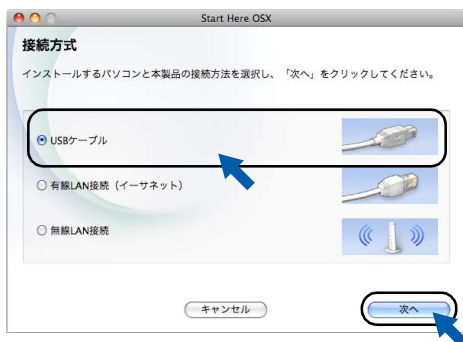 Start Here OSX
接続方式
インストールするパソコンと本製品の接続方法を選択し、「次へ」をクリックしてください。
USBケーブル
有線LAN接続（イーサネット）
無線LAN接続
キャンセル
次へ